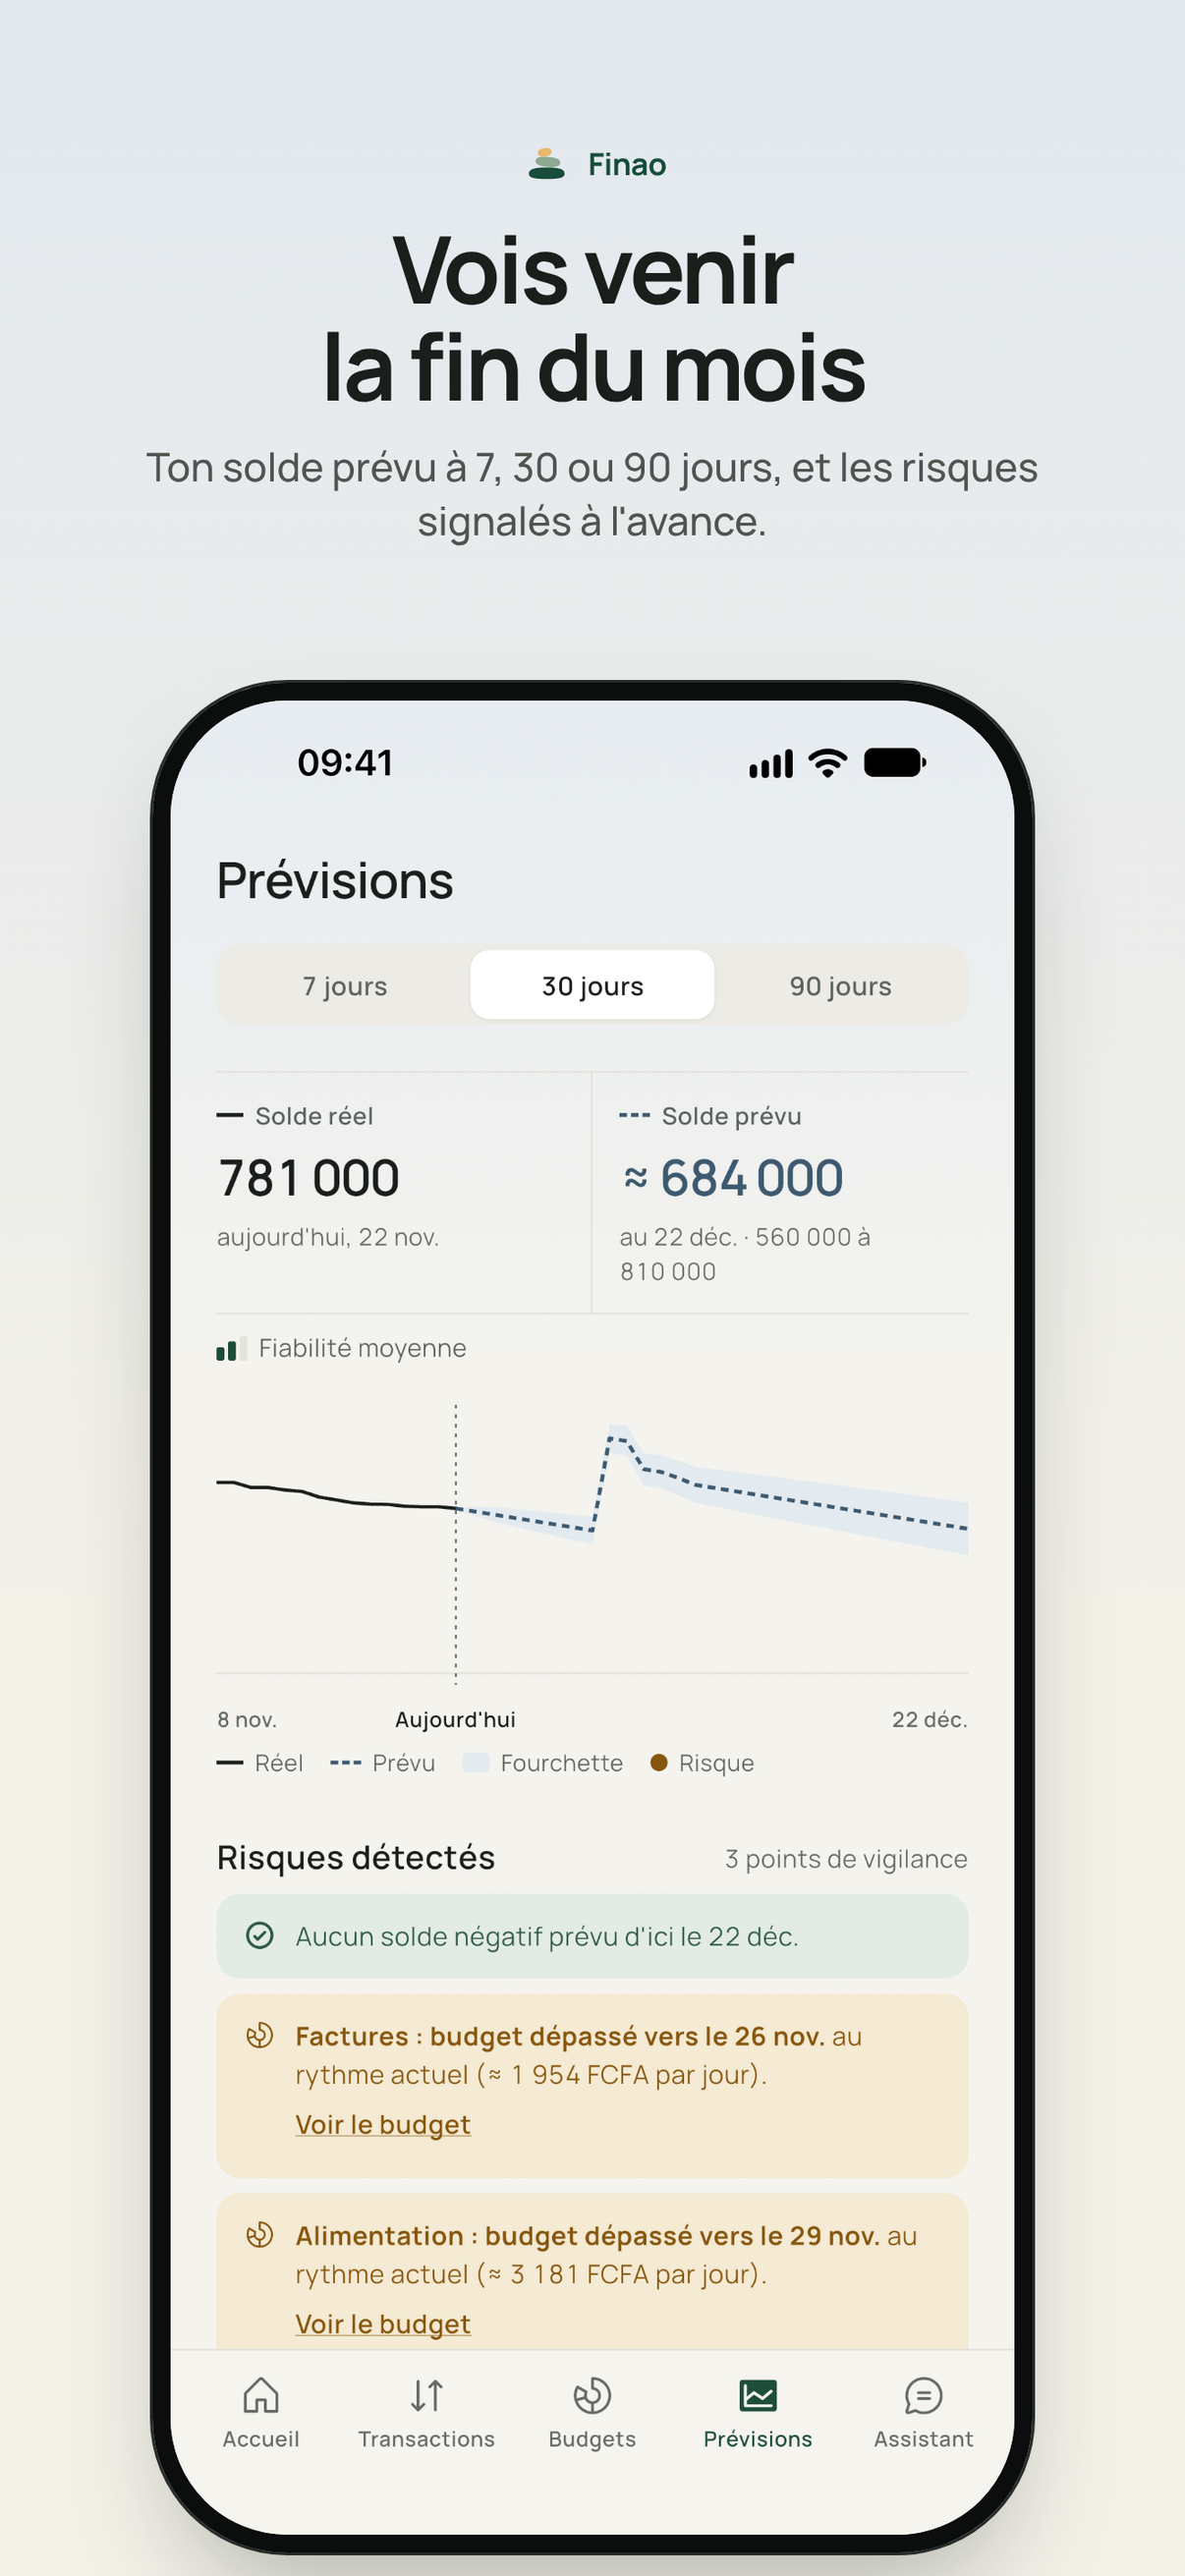 Finao
Vois venir
la fin du mois
Ton solde prévu à 7, 30 ou 90 jours, et les risques
signalés à l'avance.
09:41
Prévisions
7 jours
30 jours
90 jours
Solde réel
781 000
aujourd'hui, 22 nov.
Solde prévu
≈ 684 000
au 22 déc. · 560 000 à
810 000
Fiabilité moyenne
8 nov.
Aujourd'hui
22 déc.
Réel
Prévu
Fourchette
Risque
Risques détectés
3 points de vigilance
Aucun solde négatif prévu d'ici le 22 déc.
Factures : budget dépassé vers le 26 nov. au
rythme actuel (≈ 1 954 FCFA par jour).
Voir le budget
Alimentation : budget dépassé vers le 29 nov. au
rythme actuel (≈ 3 181 FCFA par jour).
Voir le budget
Accueil
Transactions
Budgets
Prévisions
Assistant